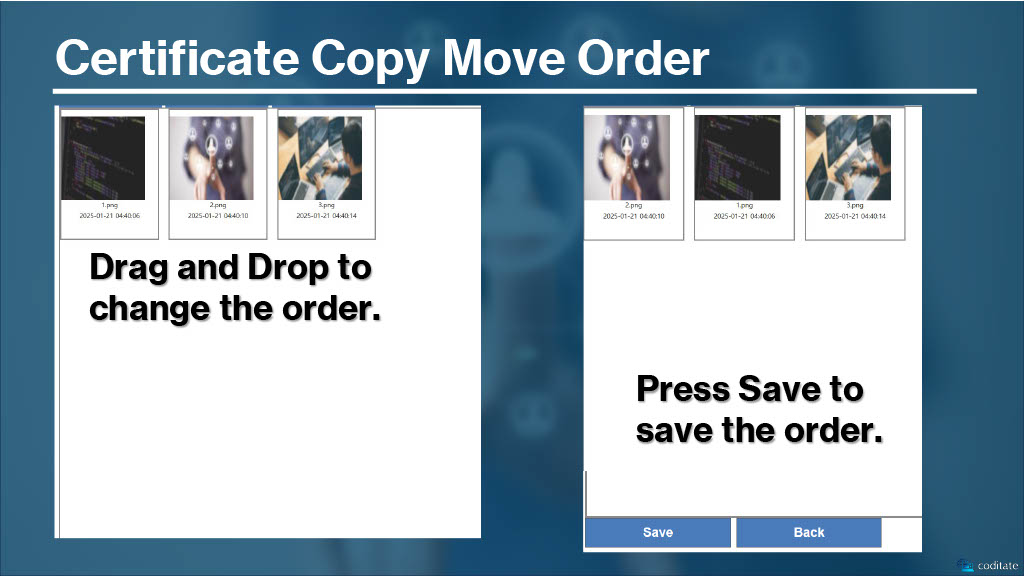 Certificate Copy Move Order
1.png
2025-01-21 04:40:06
2.png
2025-01-21 04:40:10
3.png
2025-01-21 04:40:14
Drag and Drop to
change the order.
2.png
2025-01-21 04:40:10
1.png
2025-01-21 04:40:06
3.png
2025-01-21 04:40:14
Press Save to
save the order.
Save
Back
coditate